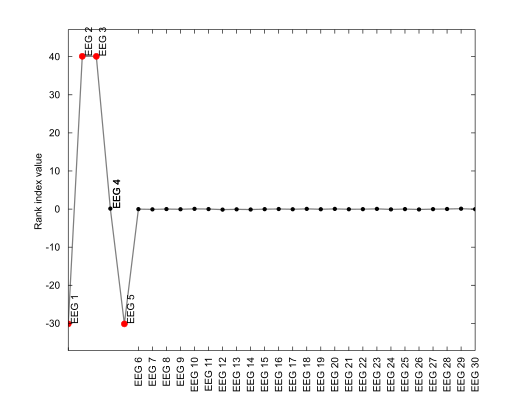 EEG 2
EEG 3
40
30
20
10
0
-10
-20
-30
Rank index value
EEG 1
EEG 4
EEG 5
EEG 6
EEG 7
EEG 8
EEG 9
EEG 10
EEG 11
EEG 12
EEG 13
EEG 14
EEG 15
EEG 16
EEG 17
EEG 18
EEG 19
EEG 20
EEG 21
EEG 22
EEG 23
EEG 24
EEG 25
EEG 26
EEG 27
EEG 28
EEG 29
EEG 30